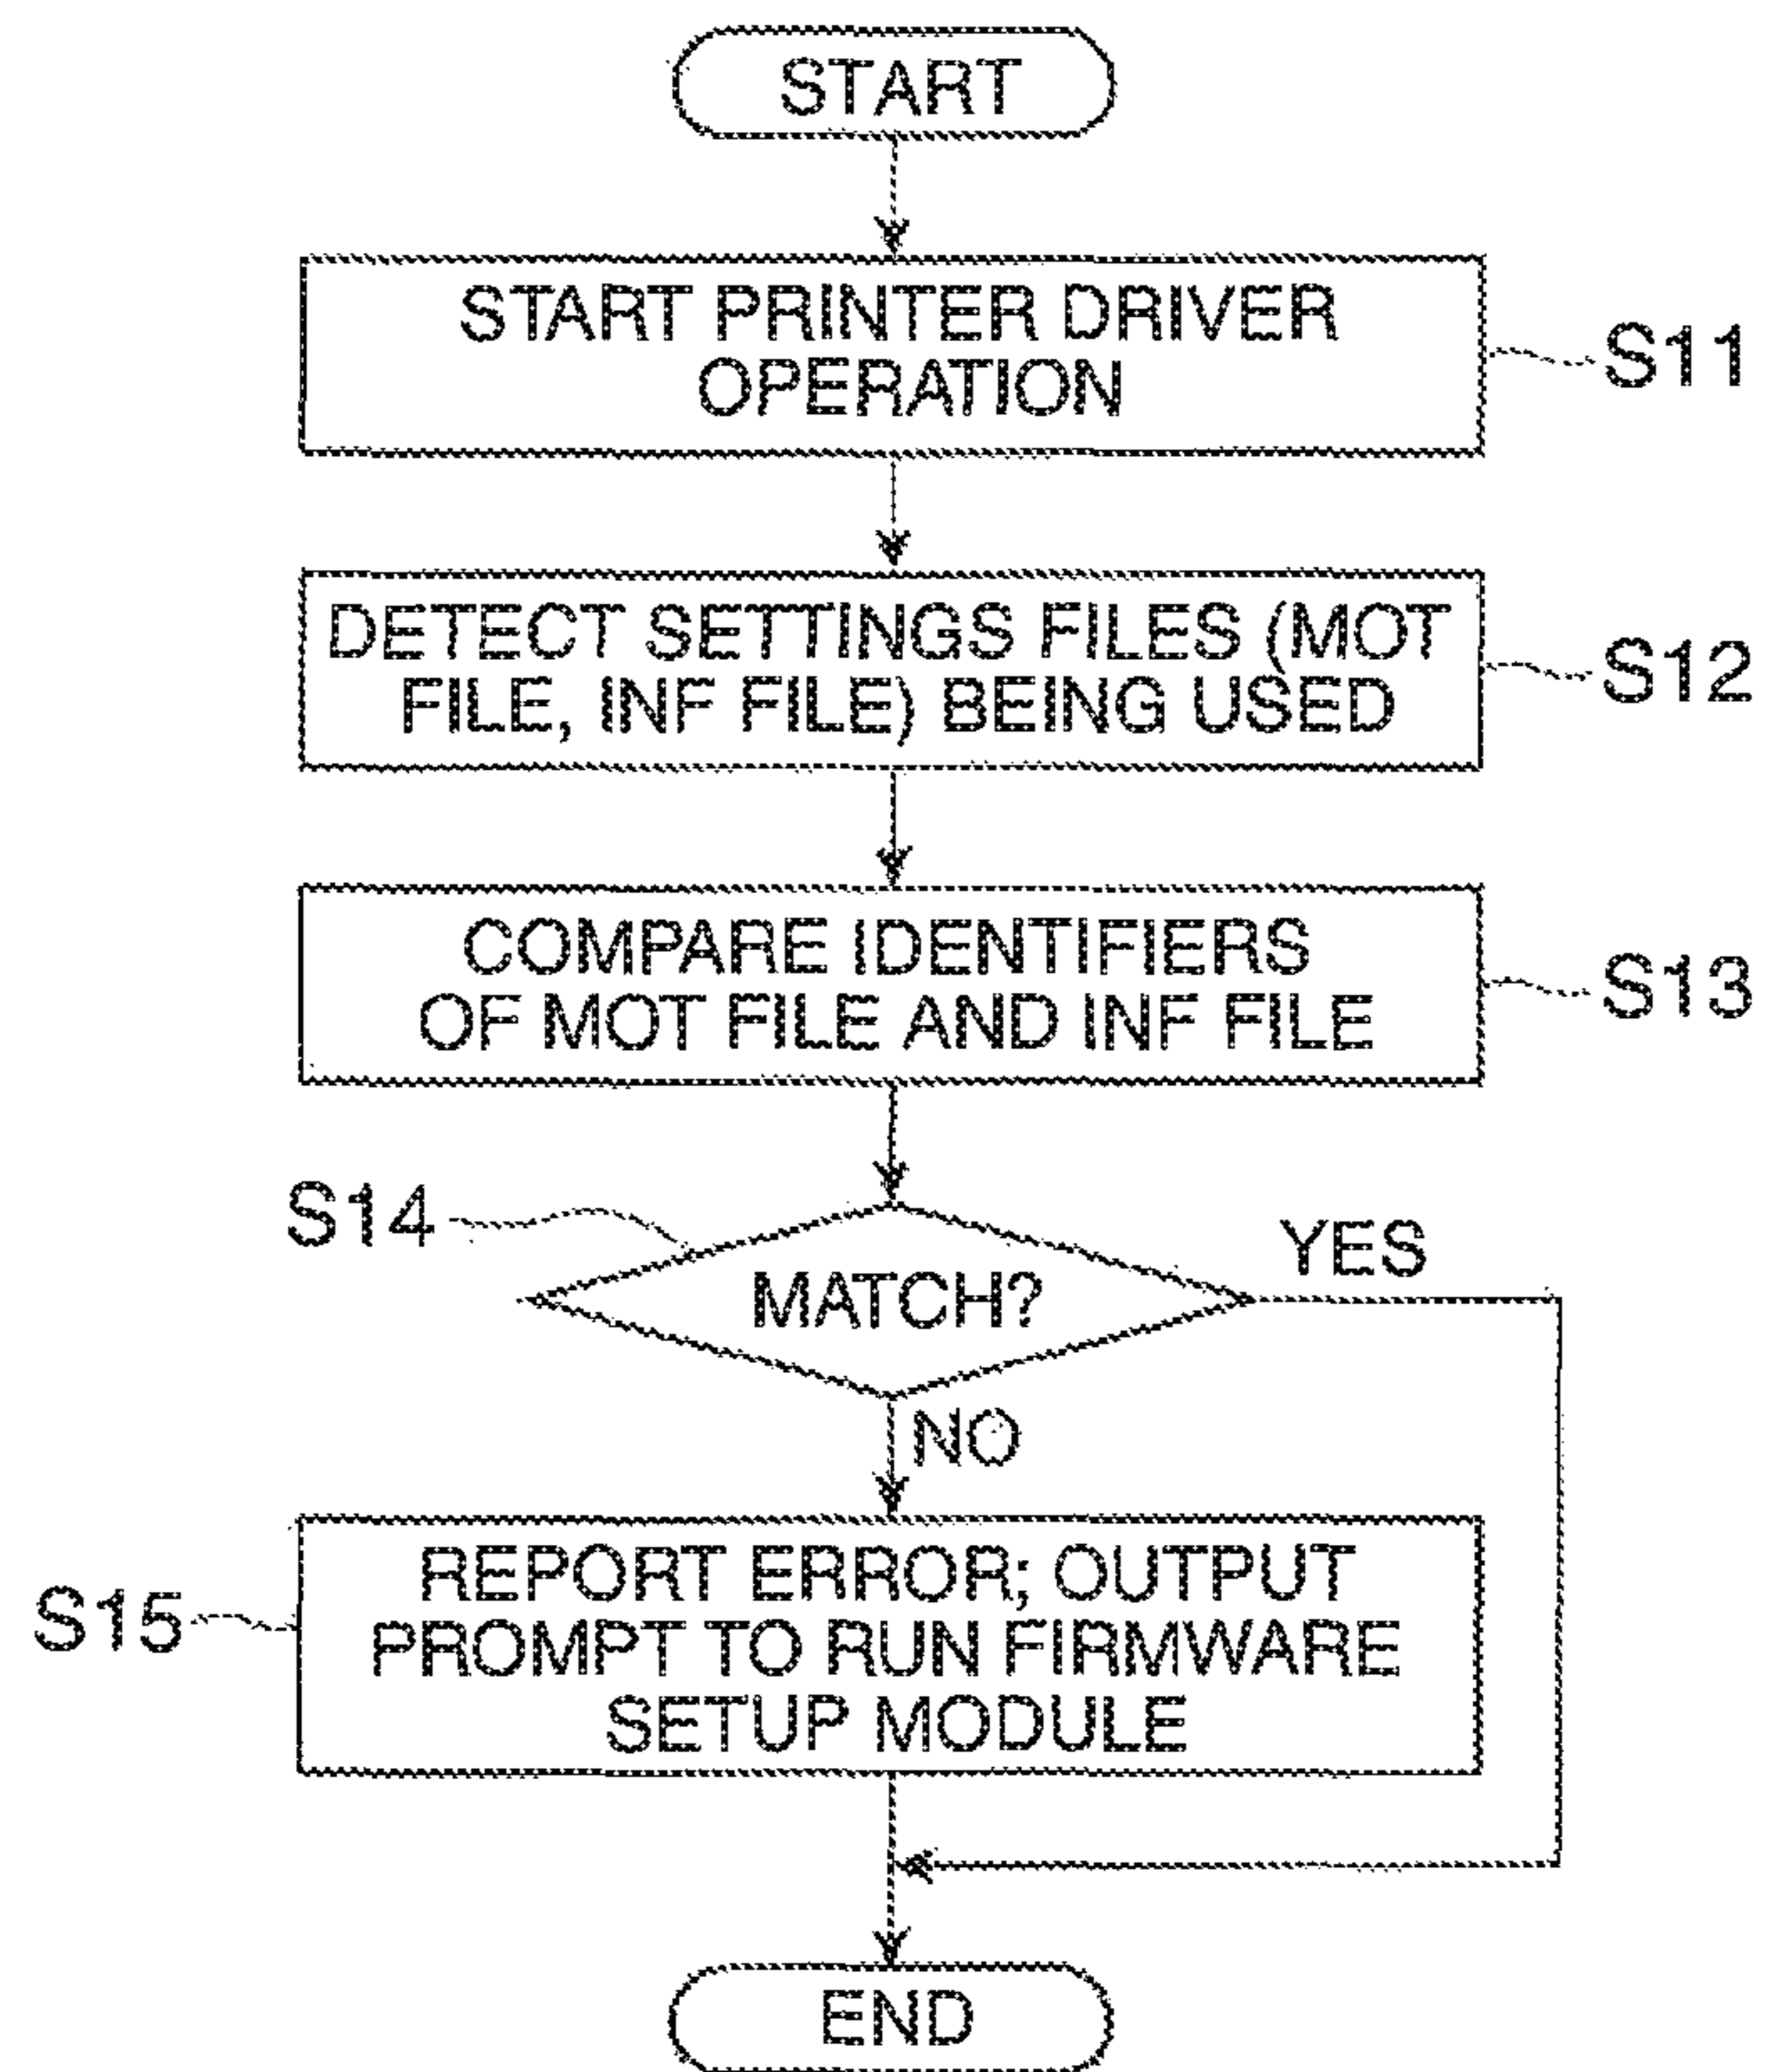 START
START PRINTER DRIVER
OPERATION
S11
DETECT SETTINGS FILES (MOT
FILE, INF FILE) BEING USED
S12
COMPARE IDENTIFIERS
OF MOT FILE AND INF FILE
S13
S14
MATCH?
YES
NO
REPORT ERROR; OUTPUT
PROMPT TO RUN FIRMWARE
SETUP MODULE
S15
END